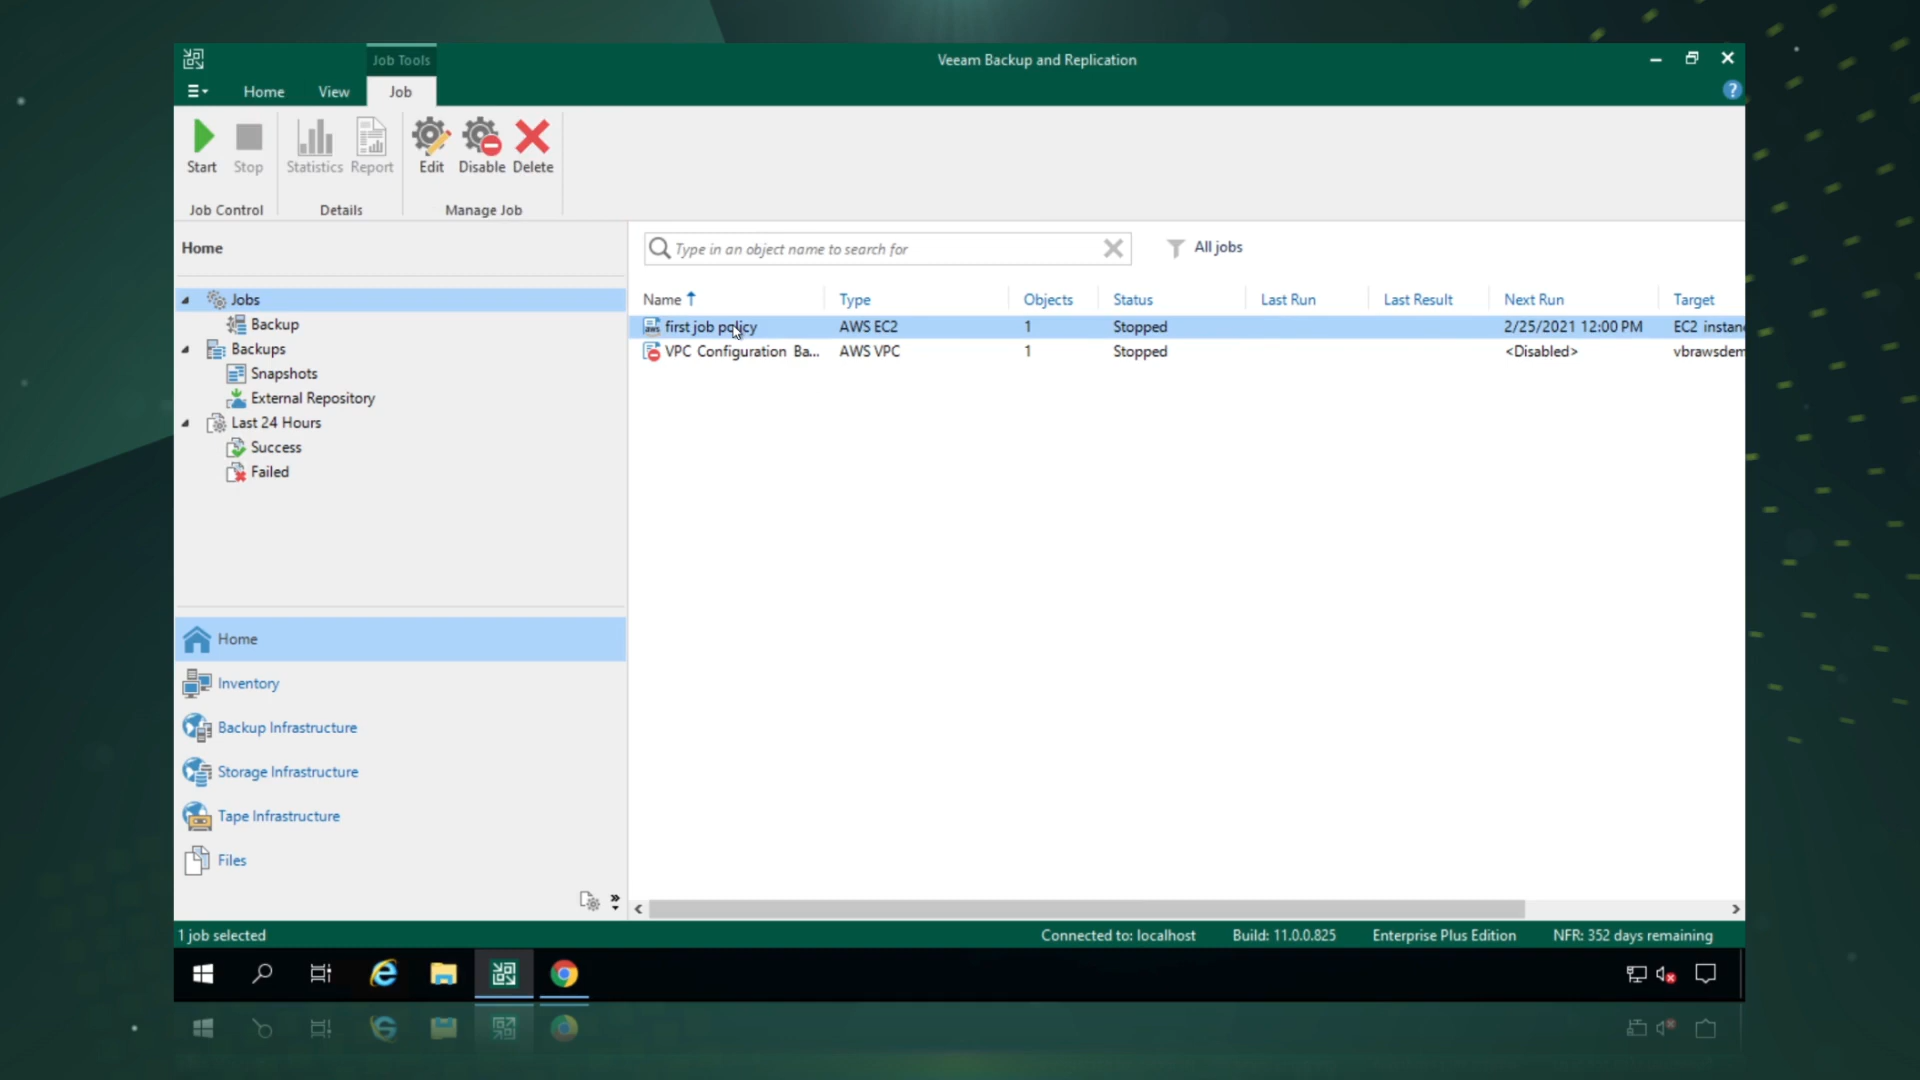 Job Tools
Veeam Backup and Replication
Home View Job
Start Stop Statistics Report Edit Disable Delete
Job Control Details Manage Job
Home
Type in an object name to search for
All jobs
Jobs
Backup
Backups
Snapshots
External Repository
Last 24 Hours
Success
Failed
Name Type Objects Status Last Run Last Result Next Run Target
first job policy AWS EC2 1 Stopped 2/25/2021 12:00 PM EC2 instan
VPC Configuration Ba... AWS VPC 1 Stopped <Disabled> vbrawsdem
Home
Inventory
Backup Infrastructure
Storage Infrastructure
Tape Infrastructure
Files
1 job selected
Connected to: localhost Build: 11.0.0.825 Enterprise Plus Edition NFR: 352 days remaining